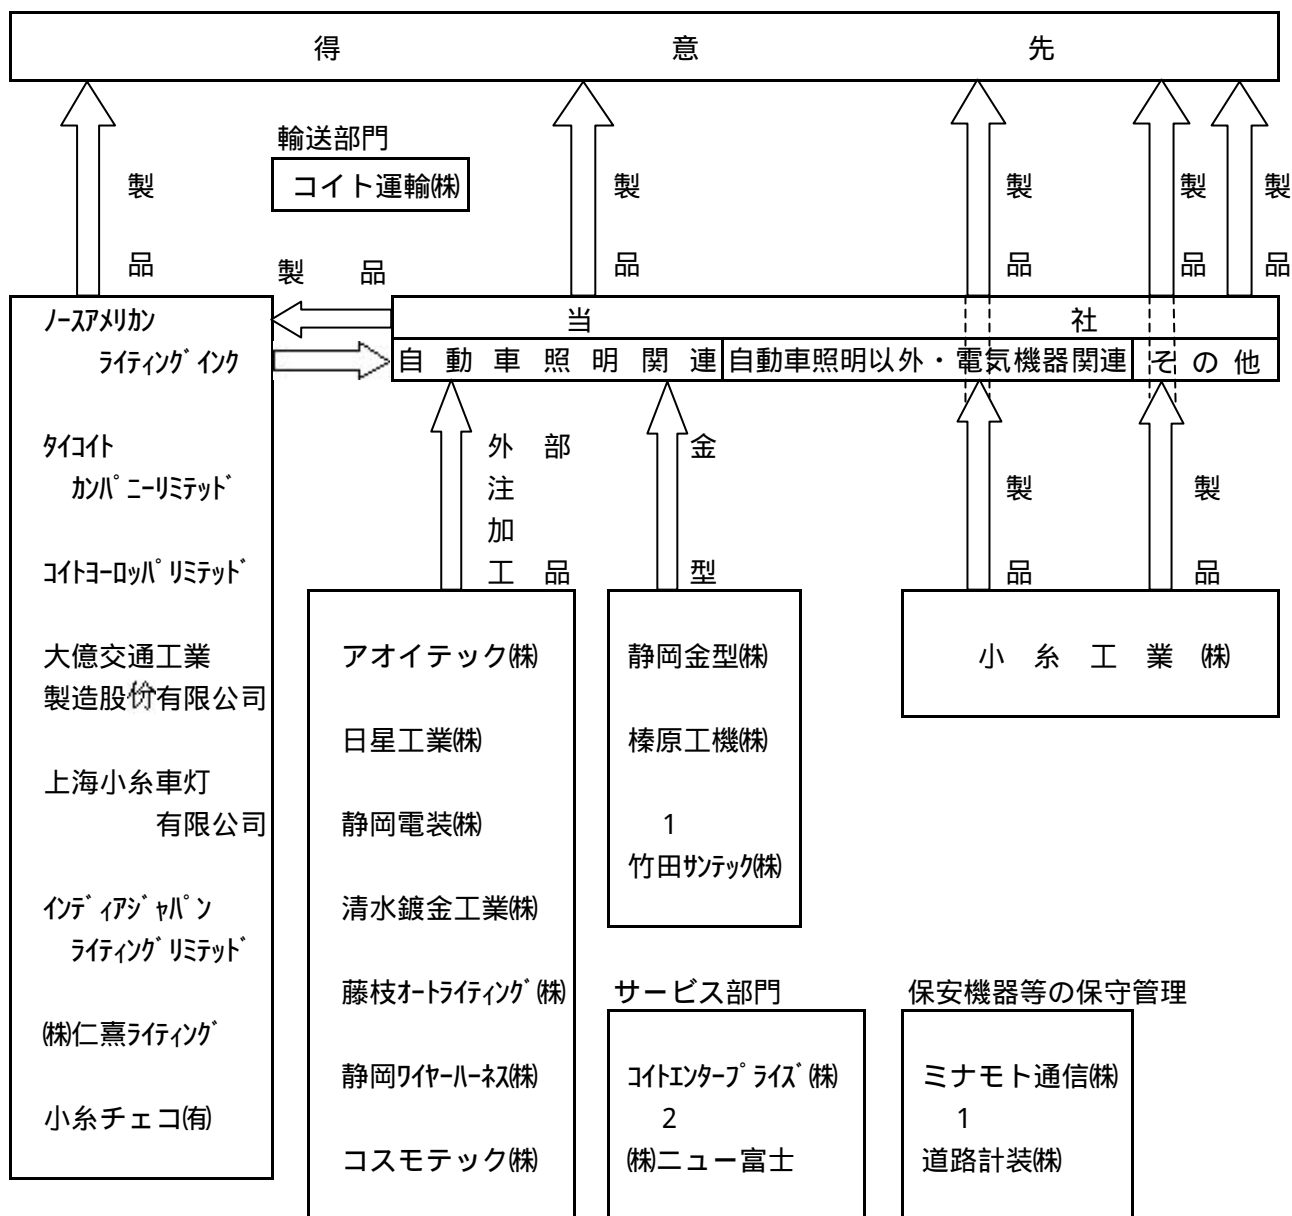 得意先
輸送部門
コイト運輸㈱
製品
製品
製品
製品
製品
製品
ノースアメリカン
ライティングインク
タイコイト
カンパニーリミテッド
コイトヨーロッパリミテッド
大億交通工業
製造股份有限公司
上海小糸車灯
有限公司
インディアジャパン
ライティングリミテッド
㈱仁熹ライティング
小糸チェコ㈲
当社
自動車照明関連
自動車照明以外・電気機器関連
その他
外部
注
加
工品
金型
製品
製品
アオイテック㈱
日星工業㈱
静岡電装㈱
清水鍍金工業㈱
藤枝オートライティング㈱
静岡ワイヤーハーネス㈱
コスモテック㈱
静岡金型㈱
榛原工機㈱
1
竹田サンテック㈱
小糸工業㈱
サービス部門
コイトエンタープライズ㈱
2
㈱ニュー富士
保安機器等の保守管理
ミナモト通信㈱
1
道路計装㈱